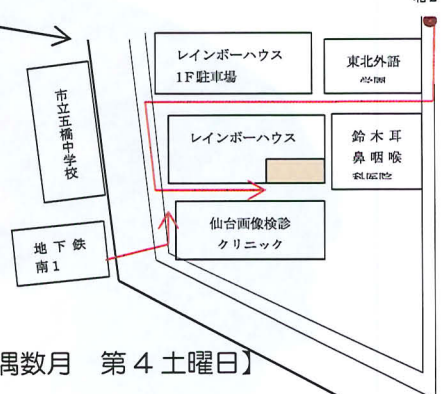 レインボーハウス
1F駐車場
東北外語
学園
市立五橋中学校
レインボーハウス
鈴木耳
鼻咽喉
科医院
仙台画像検診
クリニック
地下鉄
南1
偶数月 第4土曜日】